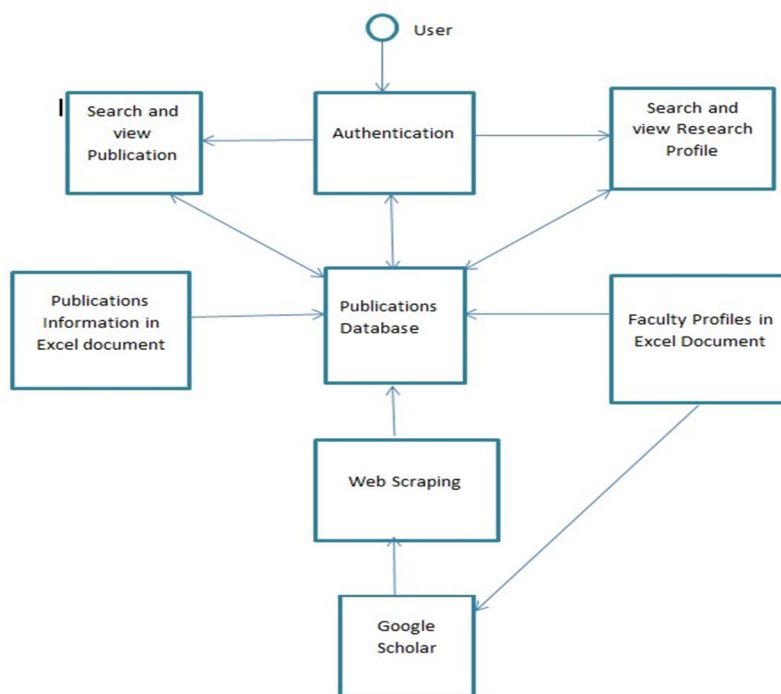 User
Search and
view
Publication
Authentication
Search and
view Research
Profile
Publications
Information in
Excel document
Publications
Database
Faculty Profiles in
Excel Document
Web Scraping
Google
Scholar